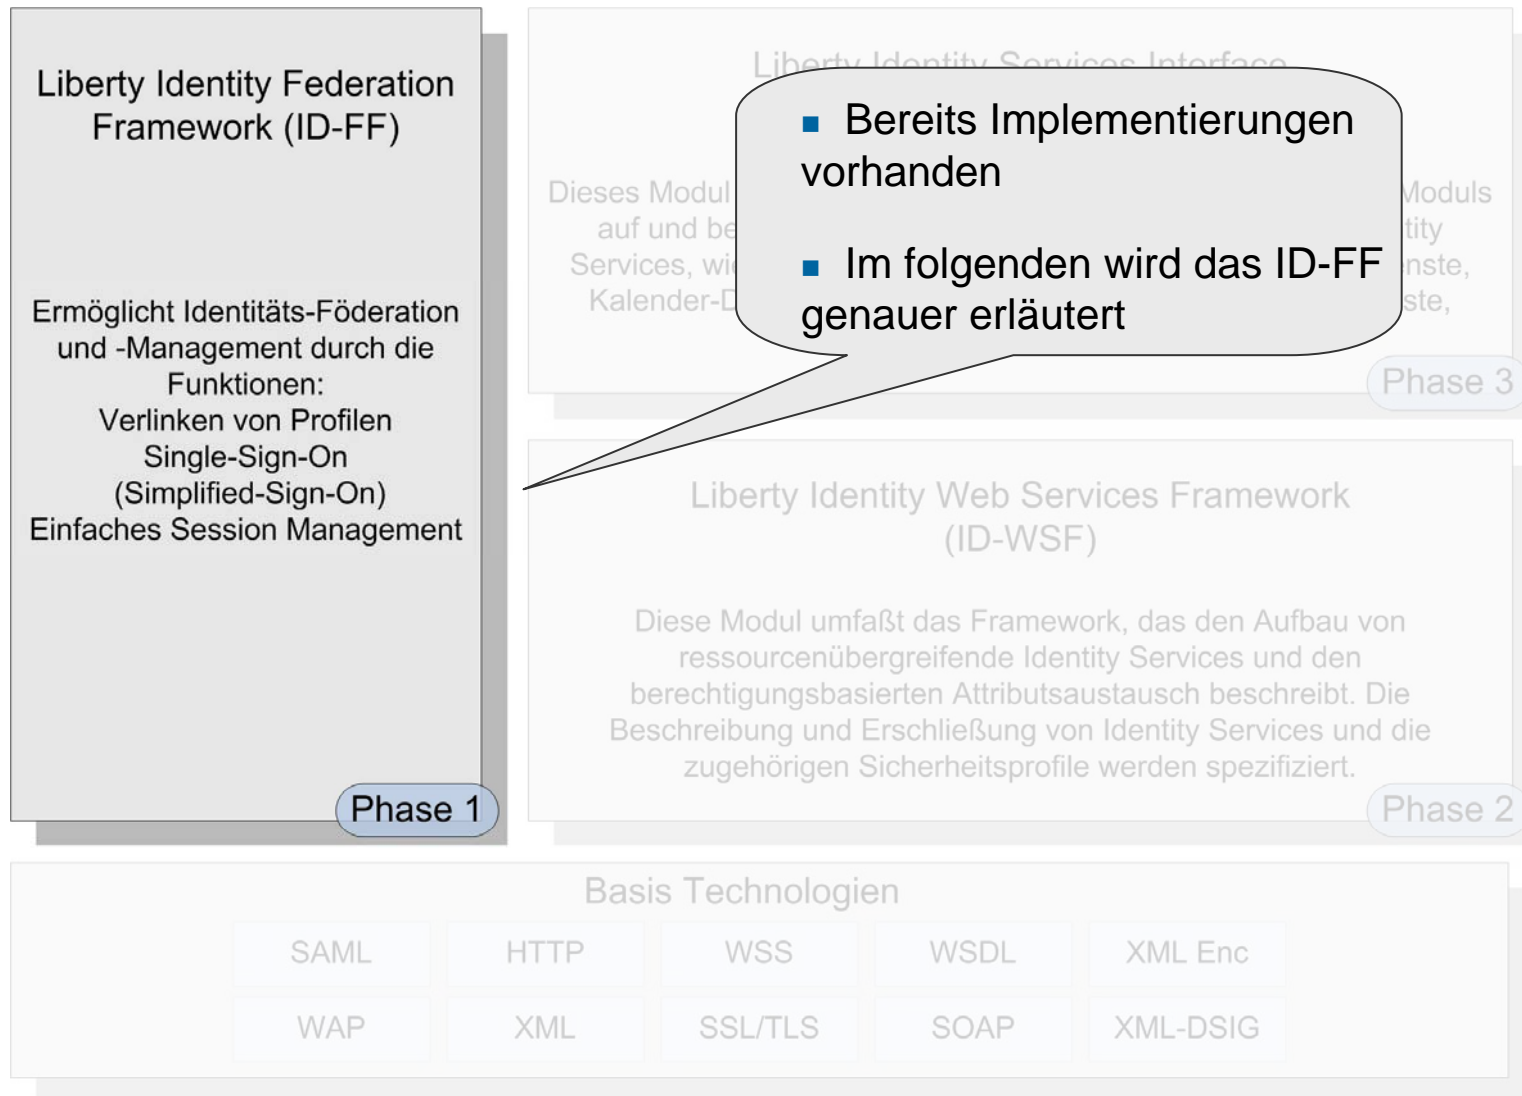 Liberty Identity Federation
Framework (ID-FF)
Ermöglicht Identitäts-Föderation
und -Management durch die
Funktionen:
Verlinken von Profilen
Single-Sign-On
(Simplified-Sign-On)
Einfaches Session Management
Phase 1
Liberty Identity Services Interface
▪ Bereits Implementierungen
vorhanden
▪ Im folgenden wird das ID-FF
genauer erläutert
Dieses Modul Moduls
auf und
Services,
Kalender-
Phase 3
Liberty Identity Web Services Framework
(ID-WSF)
Diese Modul umfaßt das Framework, das den Aufbau von
ressourcenübergreifende Identity Services und den
berechtigungsbasierten Attributsaustausch beschreibt. Die
Beschreibung und Erschließung von Identity Services und die
zugehörigen Sicherheitsprofile werden spezifiziert.
Phase 2
Basis Technologien
SAML HTTP WSS WSDL XML Enc
WAP XML SSL/TLS SOAP XML-DSIG